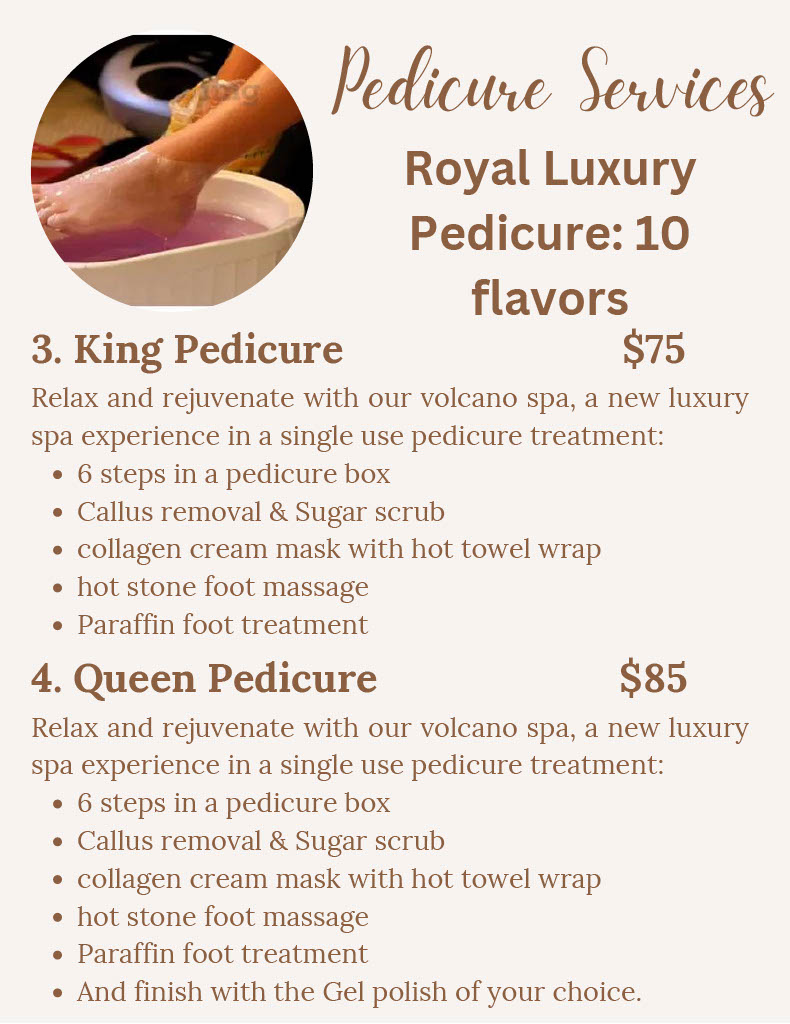 Pedicure Services
Royal Luxury
Pedicure: 10
flavors
3. King Pedicure $75
Relax and rejuvenate with our volcano spa, a new luxury
spa experience in a single use pedicure treatment:
• 6 steps in a pedicure box
• Callus removal & Sugar scrub
• collagen cream mask with hot towel wrap
• hot stone foot massage
• Paraffin foot treatment
4. Queen Pedicure $85
Relax and rejuvenate with our volcano spa, a new luxury
spa experience in a single use pedicure treatment:
• 6 steps in a pedicure box
• Callus removal & Sugar scrub
• collagen cream mask with hot towel wrap
• hot stone foot massage
• Paraffin foot treatment
• And finish with the Gel polish of your choice.